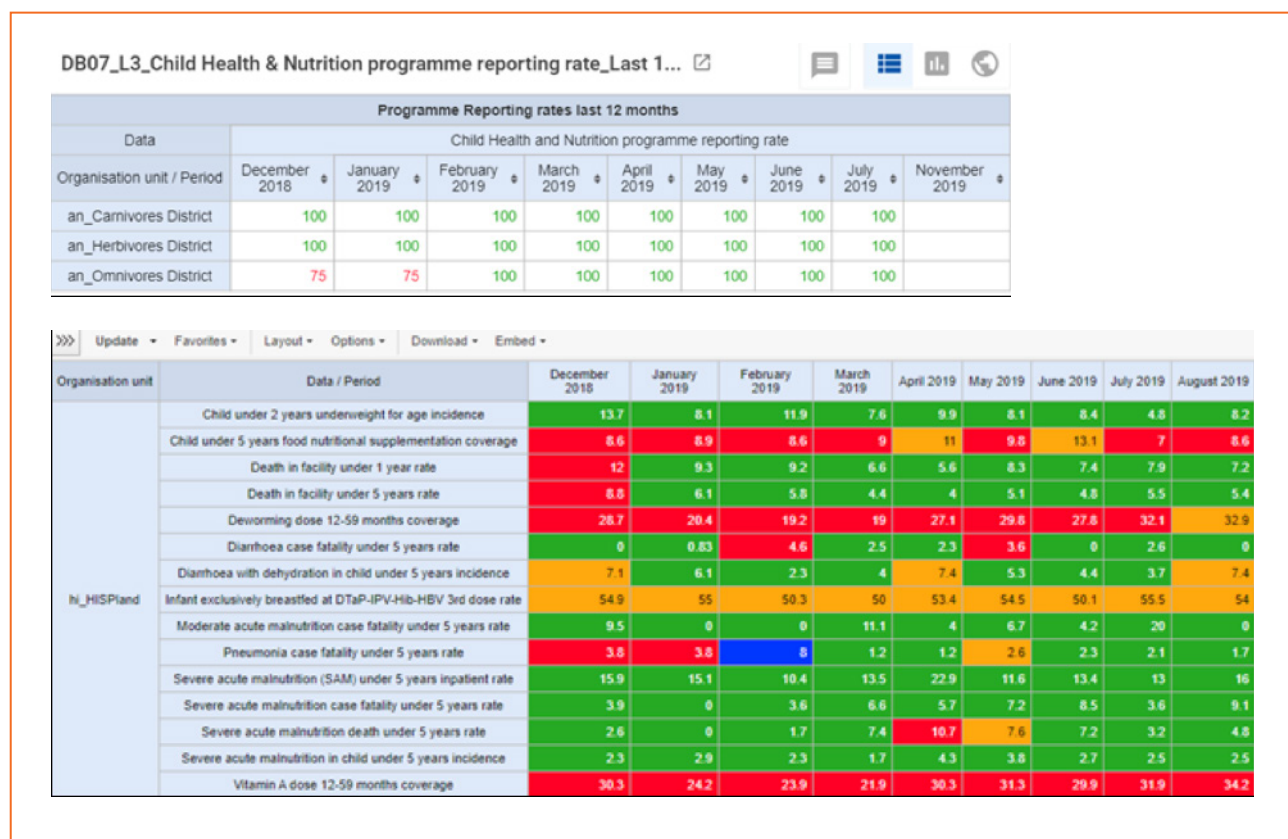 DB07_L3_Child Health & Nutrition programme reporting rate_Last 1...
Programme Reporting rates last 12 months
Data Child Health and Nutrition programme reporting rate
Organisation unit / Period December 2018 January 2019 February 2019 March 2019 April 2019 May 2019 June 2019 July 2019 November 2019
an_Carnivores District 100 100 100 100 100 100 100 100
an_Herbivores District 100 100 100 100 100 100 100 100
an_Omnivores District 75 75 100 100 100 100 100 100
>>> Update Favorites Layout Options Download Embed
Organisation unit Data / Period December 2018 January 2019 February 2019 March 2019 April 2019 May 2019 June 2019 July 2019 August 2019
Child under 2 years underweight for age incidence 13.7 8.1 11.9 7.6 9.9 8.1 8.4 4.8 8.2
Child under 5 years food nutritional supplementation coverage 8.6 8.9 8.6 9 11 9.8 13.1 7 8.6
Death in facility under 1 year rate 12 9.3 9.2 6.6 5.6 8.3 7.4 7.9 7.2
Death in facility under 5 years rate 8.8 6.1 5.8 4.4 4 5.1 4.8 5.5 5.4
Deworming dose 12-59 months coverage 28.7 20.4 19.2 19 27.1 29.8 27.8 32.1 32.9
Diarrhoea case fatality under 5 years rate 0 0.83 4.6 2.5 2.3 3.6 0 2.6 0
Diarrhoea with dehydration in child under 5 years incidence 7.1 6.1 2.3 4 7.4 5.3 4.4 3.7 7.4
hi_HISPland Infant exclusively breastfed at DTaP-IPV-Hib-HBV 3rd dose rate 54.9 55 50.3 50 53.4 54.5 50.1 55.5 54
Moderate acute malnutrition case fatality under 5 years rate 9.5 0 0 11.1 4 6.7 4.2 20 0
Pneumonia case fatality under 5 years rate 3.8 3.8 8 1.2 1.2 2.6 2.3 2.1 1.7
Severe acute malnutrition (SAM) under 5 years inpatient rate 15.9 15.1 10.4 13.5 22.9 11.6 13.4 13 16
Severe acute malnutrition case fatality under 5 years rate 3.9 0 3.6 6.6 5.7 7.2 8.5 3.6 9.1
Severe acute malnutrition death under 5 years rate 2.6 0 1.7 7.4 10.7 7.6 7.2 3.2 4.8
Severe acute malnutrition in child under 5 years incidence 2.3 2.9 2.3 1.7 4.3 3.8 2.7 2.5 2.5
Vitamin A dose 12-59 months coverage 30.3 24.2 23.9 21.9 30.3 31.3 29.9 31.9 34.2